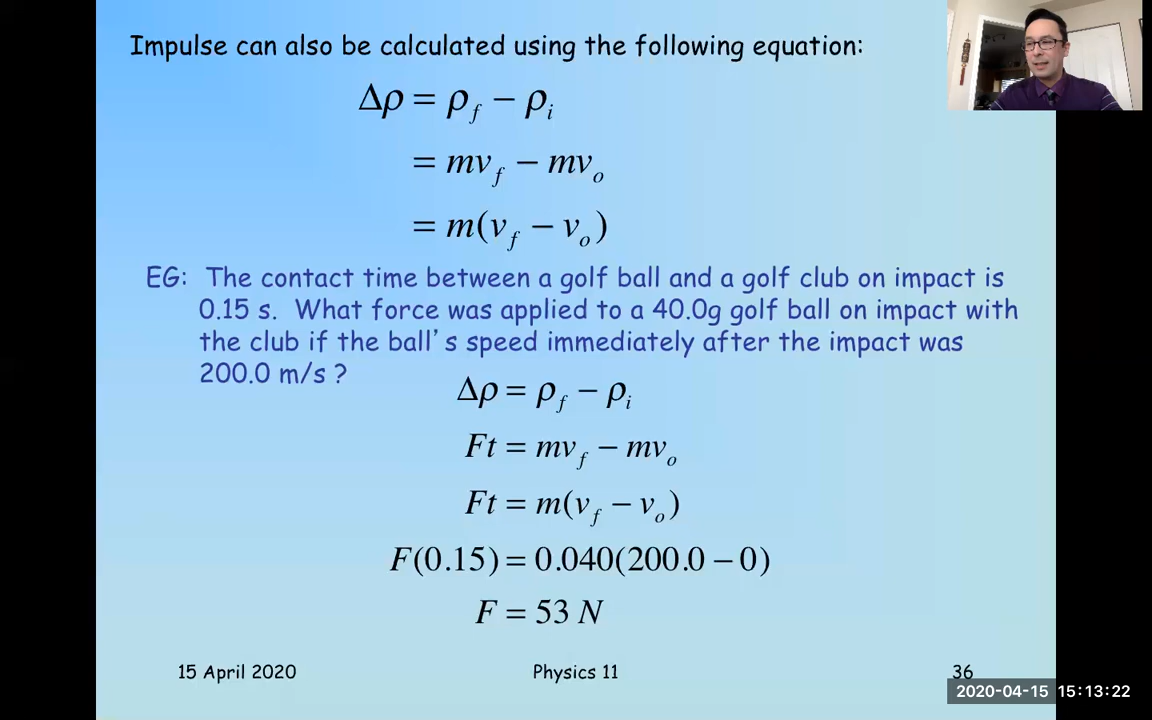 Impulse can also be calculated using the following equation:
Δρ = ρf − ρi
= mvf − mvo
= m(vf − vo)
EG: The contact time between a golf ball and a golf club on impact is
0.15 s. What force was applied to a 40.0g golf ball on impact with
the club if the ball's speed immediately after the impact was
200.0 m/s ?
Δρ = ρf − ρi
Ft = mvf − mvo
Ft = m(vf − vo)
F(0.15) = 0.040(200.0 − 0)
F = 53 N
15 April 2020 Physics 11 36
2020-04-15 15:13:22